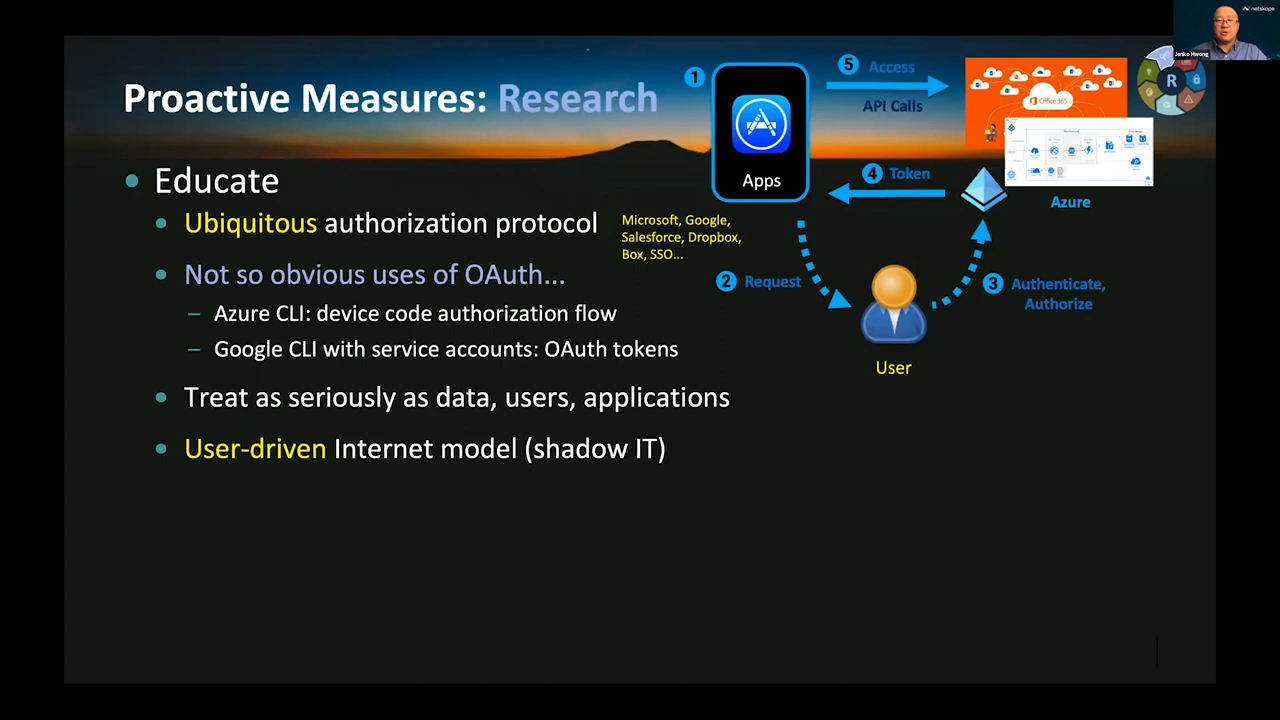 netskope
Jenko Hwong
Proactive Measures: Research
Educate
Ubiquitous authorization protocol
Microsoft, Google,
Salesforce, Dropbox,
Box, SSO...
Not so obvious uses of OAuth...
– Azure CLI: device code authorization flow
– Google CLI with service accounts: OAuth tokens
Treat as seriously as data, users, applications
User-driven Internet model (shadow IT)
1
Apps
5 Access
API Calls
Office 365
R
4 Token
Azure
2 Request
3 Authenticate,
Authorize
User